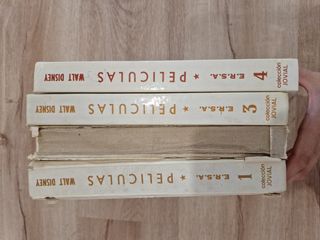 WALT DISNEY PELICULAS ★ E.R.S.A. 4 colección JOVIAL
WALT DISNEY PELICULAS ★ E.R.S.A. 3 colección JOVIAL
WALT DISNEY PELICULAS ★ E.R.S.A. 1 colección JOVIAL